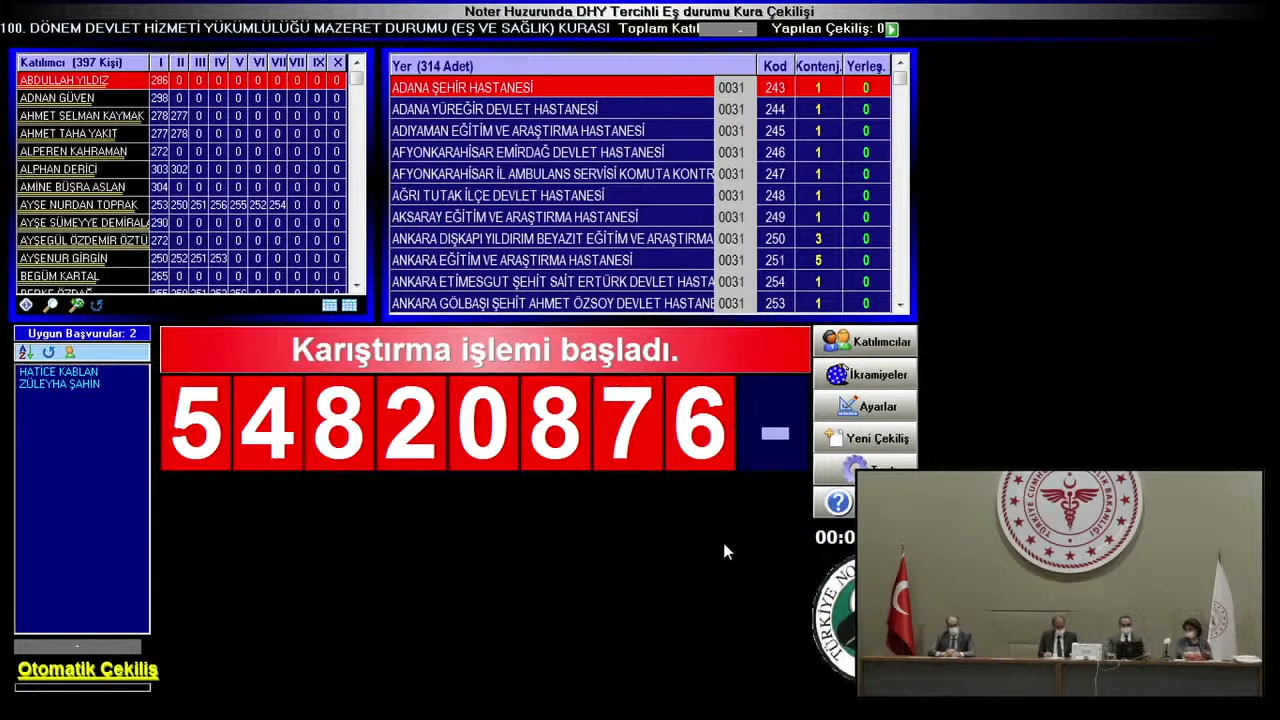 Noter Huzurunda DHY Tercihli Eş durumu Kura Çekilişi
100. DÖNEM DEVLET HİZMETİ YÜKÜMLÜLÜĞÜ MAZERET DURUMU (EŞ VE SAĞLIK) KURASI Toplam Katıl - Yapılan Çekiliş: 0
Katılımcı (397 Kişi) I II III IV V VI VII VII IX X
ABDULLAH YILDIZ 286 0 0 0 0 0 0 0 0 0
ADNAN GÜVEN 298 0 0 0 0 0 0 0 0 0
AHMET SELMAN KAYMAK 278 277 0 0 0 0 0 0 0 0
AHMET TAHA YAKIT 277 278 0 0 0 0 0 0 0 0
ALPEREN KAHRAMAN 272 0 0 0 0 0 0 0 0 0
ALPHAN DERİCİ 303 302 0 0 0 0 0 0 0 0
AMİNE BÜŞRA ASLAN 304 0 0 0 0 0 0 0 0 0
AYŞE NURDAN TOPRAK 253 250 251 256 255 252 254 0 0 0
AYŞE SÜMEYYE DEMİRAL 290 0 0 0 0 0 0 0 0 0
AYŞEGÜL ÖZDEMİR ÖZTÜ 272 0 0 0 0 0 0 0 0 0
AYŞENUR GİRGİN 250 252 251 253 0 0 0 0 0 0
BEGÜM KARTAL 265 0 0 0 0 0 0 0 0 0
Yer (314 Adet) Kod Kontenj. Yerleş.
ADANA ŞEHİR HASTANESİ 0031 243 1 0
ADANA YÜREĞİR DEVLET HASTANESİ 0031 244 1 0
ADIYAMAN EĞİTİM VE ARAŞTIRMA HASTANESİ 0031 245 1 0
AFYONKARAHİSAR EMİRDAĞ DEVLET HASTANESİ 0031 246 1 0
AFYONKARAHİSAR İL AMBULANS SERVİSİ KOMUTA KONTR 0031 247 1 0
AĞRI TUTAK İLÇE DEVLET HASTANESİ 0031 248 1 0
AKSARAY EĞİTİM VE ARAŞTIRMA HASTANESİ 0031 249 1 0
ANKARA DIŞKAPI YILDIRIM BEYAZIT EĞİTİM VE ARAŞTIRMA 0031 250 3 0
ANKARA EĞİTİM VE ARAŞTIRMA HASTANESİ 0031 251 5 0
ANKARA ETİMESGUT ŞEHİT SAİT ERTÜRK DEVLET HASTA 0031 254 1 0
ANKARA GÖLBAŞI ŞEHİT AHMET ÖZSOY DEVLET HASTANE 0031 253 1 0
Uygun Başvurular: 2
HATİCE KABLAN
ZÜLEYHA ŞAHİN
Otomatik Çekiliş
Karıştırma işlemi başladı.
5 4 8 2 0 8 7 6 -
Katılımcılar
İkramiyeler
Ayarlar
Yeni Çekiliş
00:0
TÜRKİYE NO